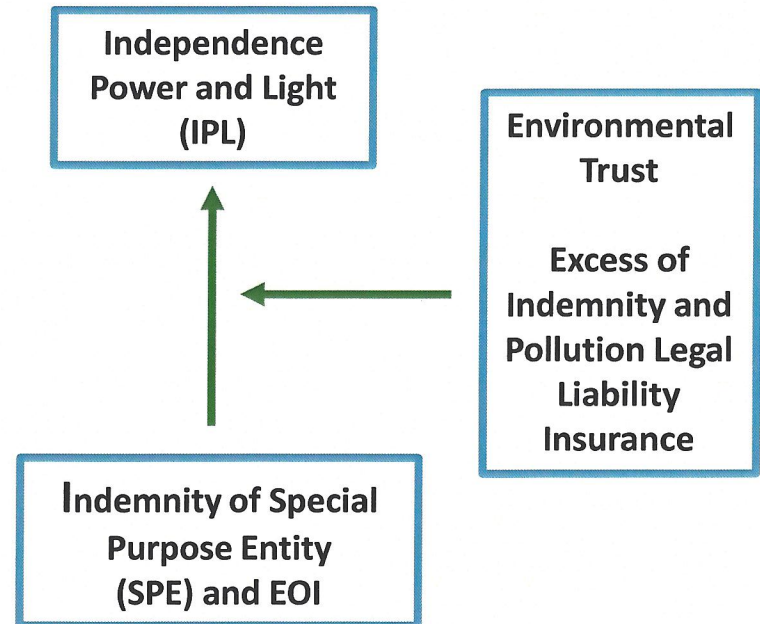 Independence
Power and Light
(IPL)
Environmental
Trust
Excess of
Indemnity and
Pollution Legal
Liability
Insurance
Indemnity of Special
Purpose Entity
(SPE) and EOI